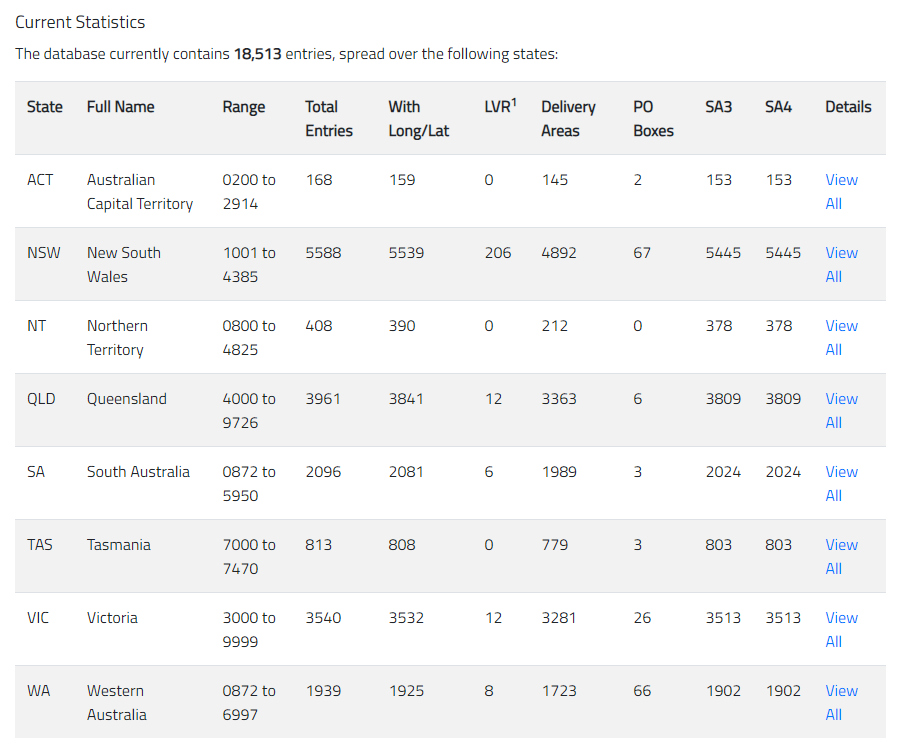 Current Statistics
The database currently contains 18,513 entries, spread over the following states:
State Full Name Range Total Entries With Long/Lat LVR¹ Delivery Areas PO Boxes SA3 SA4 Details
ACT Australian Capital Territory 0200 to 2914 168 159 0 145 2 153 153 View All
NSW New South Wales 1001 to 4385 5588 5539 206 4892 67 5445 5445 View All
NT Northern Territory 0800 to 4825 408 390 0 212 0 378 378 View All
QLD Queensland 4000 to 9726 3961 3841 12 3363 6 3809 3809 View All
SA South Australia 0872 to 5950 2096 2081 6 1989 3 2024 2024 View All
TAS Tasmania 7000 to 7470 813 808 0 779 3 803 803 View All
VIC Victoria 3000 to 9999 3540 3532 12 3281 26 3513 3513 View All
WA Western Australia 0872 to 6997 1939 1925 8 1723 66 1902 1902 View All